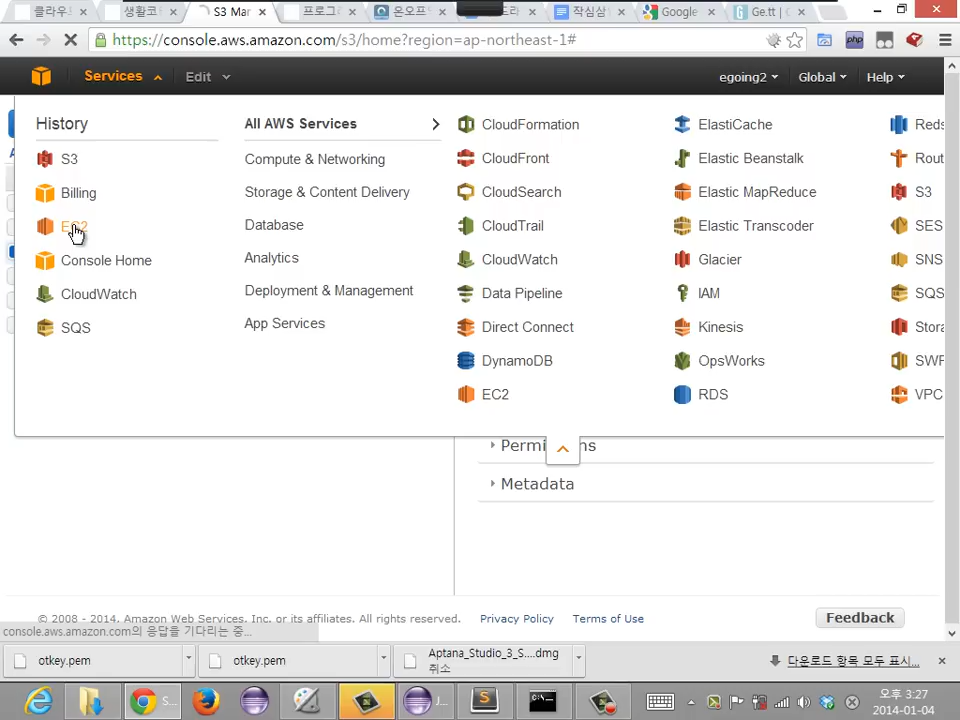 클라우
생활코
S3 Mar
프로그래
온오프
드라
작심삼
Google
Ge.tt | C
https://console.aws.amazon.com/s3/home?region=ap-northeast-1#
php
Services
Edit
egoing2
Global
Help
History
S3
Billing
EC2
Console Home
CloudWatch
SQS
All AWS Services
Compute & Networking
Storage & Content Delivery
Database
Analytics
Deployment & Management
App Services
CloudFormation
CloudFront
CloudSearch
CloudTrail
CloudWatch
Data Pipeline
Direct Connect
DynamoDB
EC2
ElastiCache
Elastic Beanstalk
Elastic MapReduce
Elastic Transcoder
Glacier
IAM
Kinesis
OpsWorks
RDS
Reds
Rout
S3
SES
SNS
SQS
Stora
SWF
VPC
Permi ns
Metadata
© 2008 - 2014, Amazon Web Services, Inc. or its affiliates. All rights reserved.
Privacy Policy
Terms of Use
Feedback
console.aws.amazon.com의 응답을 기다리는 중...
otkey.pem
otkey.pem
Aptana_Studio_3_S....dmg
취소
다운로드 항목 모두 표시...
S...
J...
오후 3:27
2014-01-04